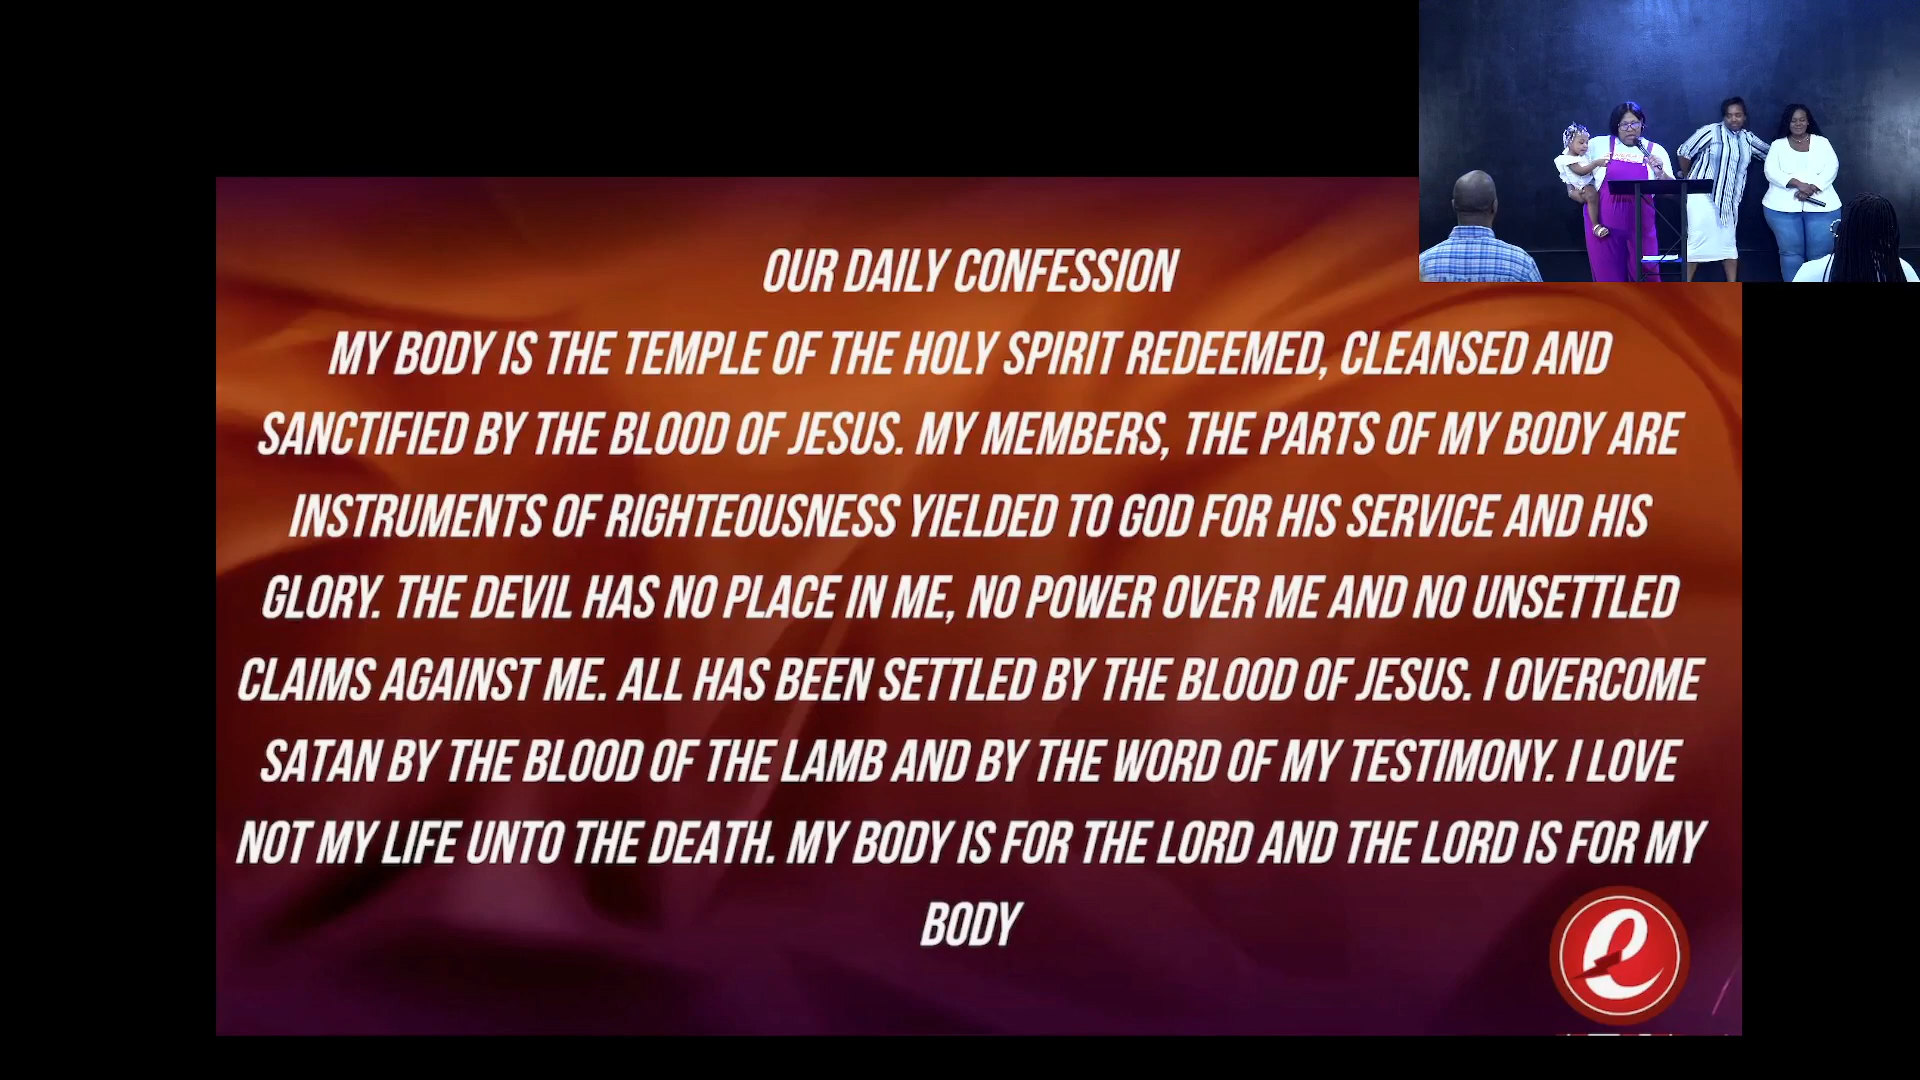 OUR DAILY CONFESSION
MY BODY IS THE TEMPLE OF THE HOLY SPIRIT REDEEMED, CLEANSED AND
SANCTIFIED BY THE BLOOD OF JESUS. MY MEMBERS, THE PARTS OF MY BODY ARE
INSTRUMENTS OF RIGHTEOUSNESS YIELDED TO GOD FOR HIS SERVICE AND HIS
GLORY. THE DEVIL HAS NO PLACE IN ME, NO POWER OVER ME AND NO UNSETTLED
CLAIMS AGAINST ME. ALL HAS BEEN SETTLED BY THE BLOOD OF JESUS. I OVERCOME
SATAN BY THE BLOOD OF THE LAMB AND BY THE WORD OF MY TESTIMONY. I LOVE
NOT MY LIFE UNTO THE DEATH. MY BODY IS FOR THE LORD AND THE LORD IS FOR MY
BODY
e